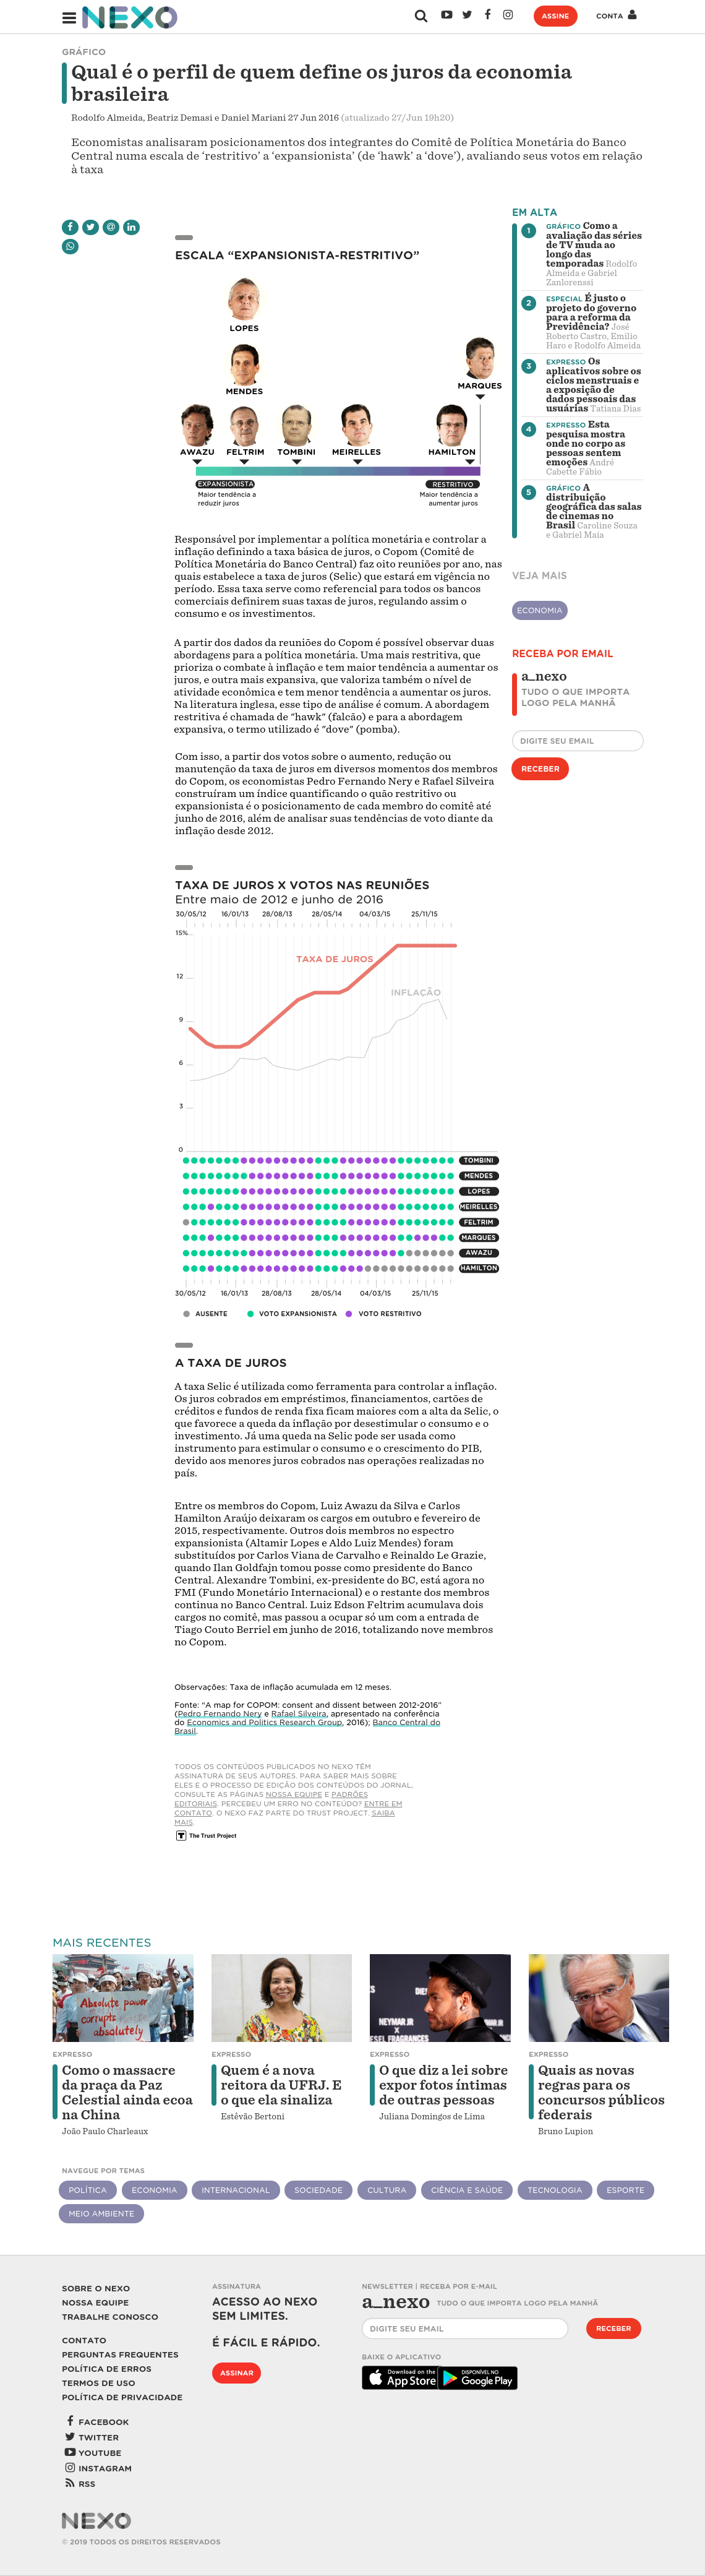 NEXO
ASSINE
CONTA
GRÁFICO
Qual é o perfil de quem define os juros da economia
brasileira
Rodolfo Almeida, Beatriz Demasi e Daniel Mariani 27 Jun 2016 (atualizado 27/Jun 19h20)
Economistas analisaram posicionamentos dos integrantes do Comitê de Política Monetária do Banco
Central numa escala de ‘restritivo’ a ‘expansionista’ (de ‘hawk’ a ‘dove’), avaliando seus votos em relação
à taxa
ESCALA “EXPANSIONISTA-RESTRITIVO”
LOPES
MENDES
MARQUES
AWAZU FELTRIM TOMBINI MEIRELLES HAMILTON
EXPANSIONISTA RESTRITIVO
Maior tendência a
reduzir juros
Maior tendência a
aumentar juros
EM ALTA
1 GRÁFICO Como a
avaliação das séries
de TV muda ao
longo das
temporadas Rodolfo
Almeida e Gabriel
Zanlorenssi
2 ESPECIAL É justo o
projeto do governo
para a reforma da
Previdência? José
Roberto Castro, Emilio
Haro e Rodolfo Almeida
3 EXPRESSO Os
aplicativos sobre os
ciclos menstruais e
a exposição de
dados pessoais das
usuárias Tatiana Dias
4 EXPRESSO Esta
pesquisa mostra
onde no corpo as
pessoas sentem
emoções André
Cabette Fábio
5 GRÁFICO A
distribuição
geográfica das salas
de cinemas no
Brasil Caroline Souza
e Gabriel Maia
VEJA MAIS
ECONOMIA
RECEBA POR EMAIL
a_nexo
TUDO O QUE IMPORTA
LOGO PELA MANHÃ
DIGITE SEU EMAIL
RECEBER
Responsável por implementar a política monetária e controlar a
inflação definindo a taxa básica de juros, o Copom (Comitê de
Política Monetária do Banco Central) faz oito reuniões por ano, nas
quais estabelece a taxa de juros (Selic) que estará em vigência no
período. Essa taxa serve como referencial para todos os bancos
comerciais definirem suas taxas de juros, regulando assim o
consumo e os investimentos.
A partir dos dados da reuniões do Copom é possível observar duas
abordagens para a política monetária. Uma mais restritiva, que
prioriza o combate à inflação e tem maior tendência a aumentar os
juros, e outra mais expansiva, que valoriza também o nível de
atividade econômica e tem menor tendência a aumentar os juros.
Na literatura inglesa, esse tipo de análise é comum. A abordagem
restritiva é chamada de "hawk" (falcão) e para a abordagem
expansiva, o termo utilizado é "dove" (pomba).
Com isso, a partir dos votos sobre o aumento, redução ou
manutenção da taxa de juros em diversos momentos dos membros
do Copom, os economistas Pedro Fernando Nery e Rafael Silveira
construíram um índice quantificando o quão restritivo ou
expansionista é o posicionamento de cada membro do comitê até
junho de 2016, além de analisar suas tendências de voto diante da
inflação desde 2012.
TAXA DE JUROS X VOTOS NAS REUNIÕES
Entre maio de 2012 e junho de 2016
30/05/12 16/01/13 28/08/13 28/05/14 04/03/15 25/11/15
15%
TAXA DE JUROS
12
INFLAÇÃO
9
6
3
0
TOMBINI
MENDES
LOPES
MEIRELLES
FELTRIM
MARQUES
AWAZU
HAMILTON
30/05/12 16/01/13 28/08/13 28/05/14 04/03/15 25/11/15
AUSENTE VOTO EXPANSIONISTA VOTO RESTRITIVO
A TAXA DE JUROS
A taxa Selic é utilizada como ferramenta para controlar a inflação.
Os juros cobrados em empréstimos, financiamentos, cartões de
créditos e fundos de renda fixa ficam maiores com a alta da Selic, o
que favorece a queda da inflação por desestimular o consumo e o
investimento. Já uma queda na Selic pode ser usada como
instrumento para estimular o consumo e o crescimento do PIB,
devido aos menores juros cobrados nas operações realizadas no
país.
Entre os membros do Copom, Luiz Awazu da Silva e Carlos
Hamilton Araújo deixaram os cargos em outubro e fevereiro de
2015, respectivamente. Outros dois membros no espectro
expansionista (Altamir Lopes e Aldo Luiz Mendes) foram
substituídos por Carlos Viana de Carvalho e Reinaldo Le Grazie,
quando Ilan Goldfajn tomou posse como presidente do Banco
Central. Alexandre Tombini, ex-presidente do BC, está agora no
FMI (Fundo Monetário Internacional) e o restante dos membros
continua no Banco Central. Luiz Edson Feltrim acumulava dois
cargos no comitê, mas passou a ocupar só um com a entrada de
Tiago Couto Berriel em junho de 2016, totalizando nove membros
no Copom.
Observações: Taxa de inflação acumulada em 12 meses.
Fonte: “A map for COPOM: consent and dissent between 2012-2016”
(Pedro Fernando Nery e Rafael Silveira, apresentado na conferência
do Economics and Politics Research Group, 2016); Banco Central do
Brasil.
TODOS OS CONTEÚDOS PUBLICADOS NO NEXO TÊM
ASSINATURA DE SEUS AUTORES. PARA SABER MAIS SOBRE
ELES E O PROCESSO DE EDIÇÃO DOS CONTEÚDOS DO JORNAL,
CONSULTE AS PÁGINAS NOSSA EQUIPE E PADRÕES
EDITORIAIS. PERCEBEU UM ERRO NO CONTEÚDO? ENTRE EM
CONTATO. O NEXO FAZ PARTE DO TRUST PROJECT. SAIBA
MAIS.
T The Trust Project
MAIS RECENTES
Absolute power
corrupts
absolutely
NEYMAR JR
DIESEL FRAGRANCES
EXPRESSO
Como o massacre
da praça da Paz
Celestial ainda ecoa
na China
João Paulo Charleaux
EXPRESSO
Quem é a nova
reitora da UFRJ. E
o que ela sinaliza
Estêvão Bertoni
EXPRESSO
O que diz a lei sobre
expor fotos íntimas
de outras pessoas
Juliana Domingos de Lima
EXPRESSO
Quais as novas
regras para os
concursos públicos
federais
Bruno Lupion
NAVEGUE POR TEMAS
POLÍTICA ECONOMIA INTERNACIONAL SOCIEDADE CULTURA CIÊNCIA E SAÚDE TECNOLOGIA ESPORTE
MEIO AMBIENTE
SOBRE O NEXO
NOSSA EQUIPE
TRABALHE CONOSCO
CONTATO
PERGUNTAS FREQUENTES
POLÍTICA DE ERROS
TERMOS DE USO
POLÍTICA DE PRIVACIDADE
FACEBOOK
TWITTER
YOUTUBE
INSTAGRAM
RSS
ASSINATURA
ACESSO AO NEXO
SEM LIMITES.
É FÁCIL E RÁPIDO.
ASSINAR
NEWSLETTER | RECEBA POR E-MAIL
a_nexo TUDO O QUE IMPORTA LOGO PELA MANHÃ
DIGITE SEU EMAIL
RECEBER
BAIXE O APLICATIVO
Download on the
App Store
DISPONÍVEL NO
Google Play
NEXO
© 2019 TODOS OS DIREITOS RESERVADOS